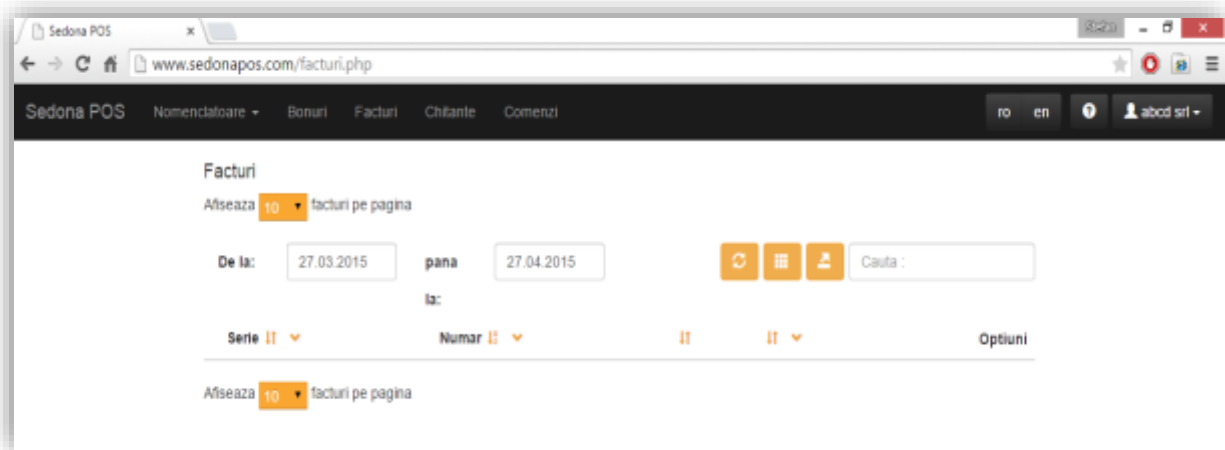 Sedona POS
Stefan
www.sedonapos.com/facturi.php
Sedona POS Nomenclatoare Bonuri Facturi Chitante Comenzi ro en abcd srl
Facturi
Afiseaza 10 facturi pe pagina
De la: 27.03.2015 pana la: 27.04.2015 Cauta :
Serie Numar Optiuni
Afiseaza 10 facturi pe pagina